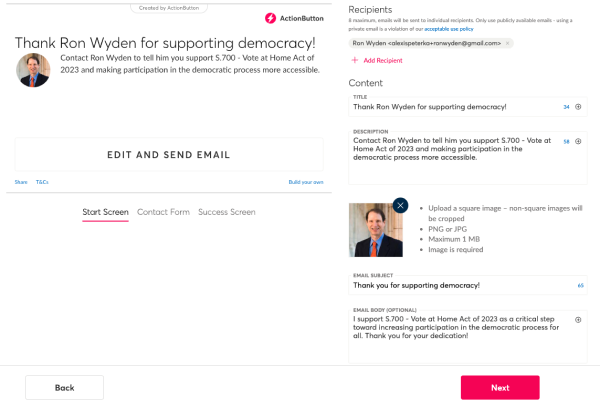 Created by ActionButton
ActionButton
Thank Ron Wyden for supporting democracy!
Contact Ron Wyden to tell him you support S.700 - Vote at Home Act of
2023 and making participation in the democratic process more accessible.
EDIT AND SEND EMAIL
Share T&Cs Build your own
Start Screen Contact Form Success Screen
Recipients
8 maximum, emails will be sent to individual recipients. Only use publicly available emails - using a
private email is a violation of our acceptable use policy
Ron Wyden <alexispeterka+ronwyden@gmail.com> ×
+ Add Recipient
Content
TITLE
Thank Ron Wyden for supporting democracy! 34
DESCRIPTION
Contact Ron Wyden to tell him you support S.700 - Vote at 58
Home Act of 2023 and making participation in the
democratic process more accessible.
• Upload a square image – non-square images will
be cropped
• PNG or JPG
• Maximum 1 MB
• Image is required
EMAIL SUBJECT
Thank you for supporting democracy! 65
EMAIL BODY (OPTIONAL)
I support S.700 - Vote at Home Act of 2023 as a critical step
toward increasing participation in the democratic process for
all. Thank you for your dedication!
Back
Next